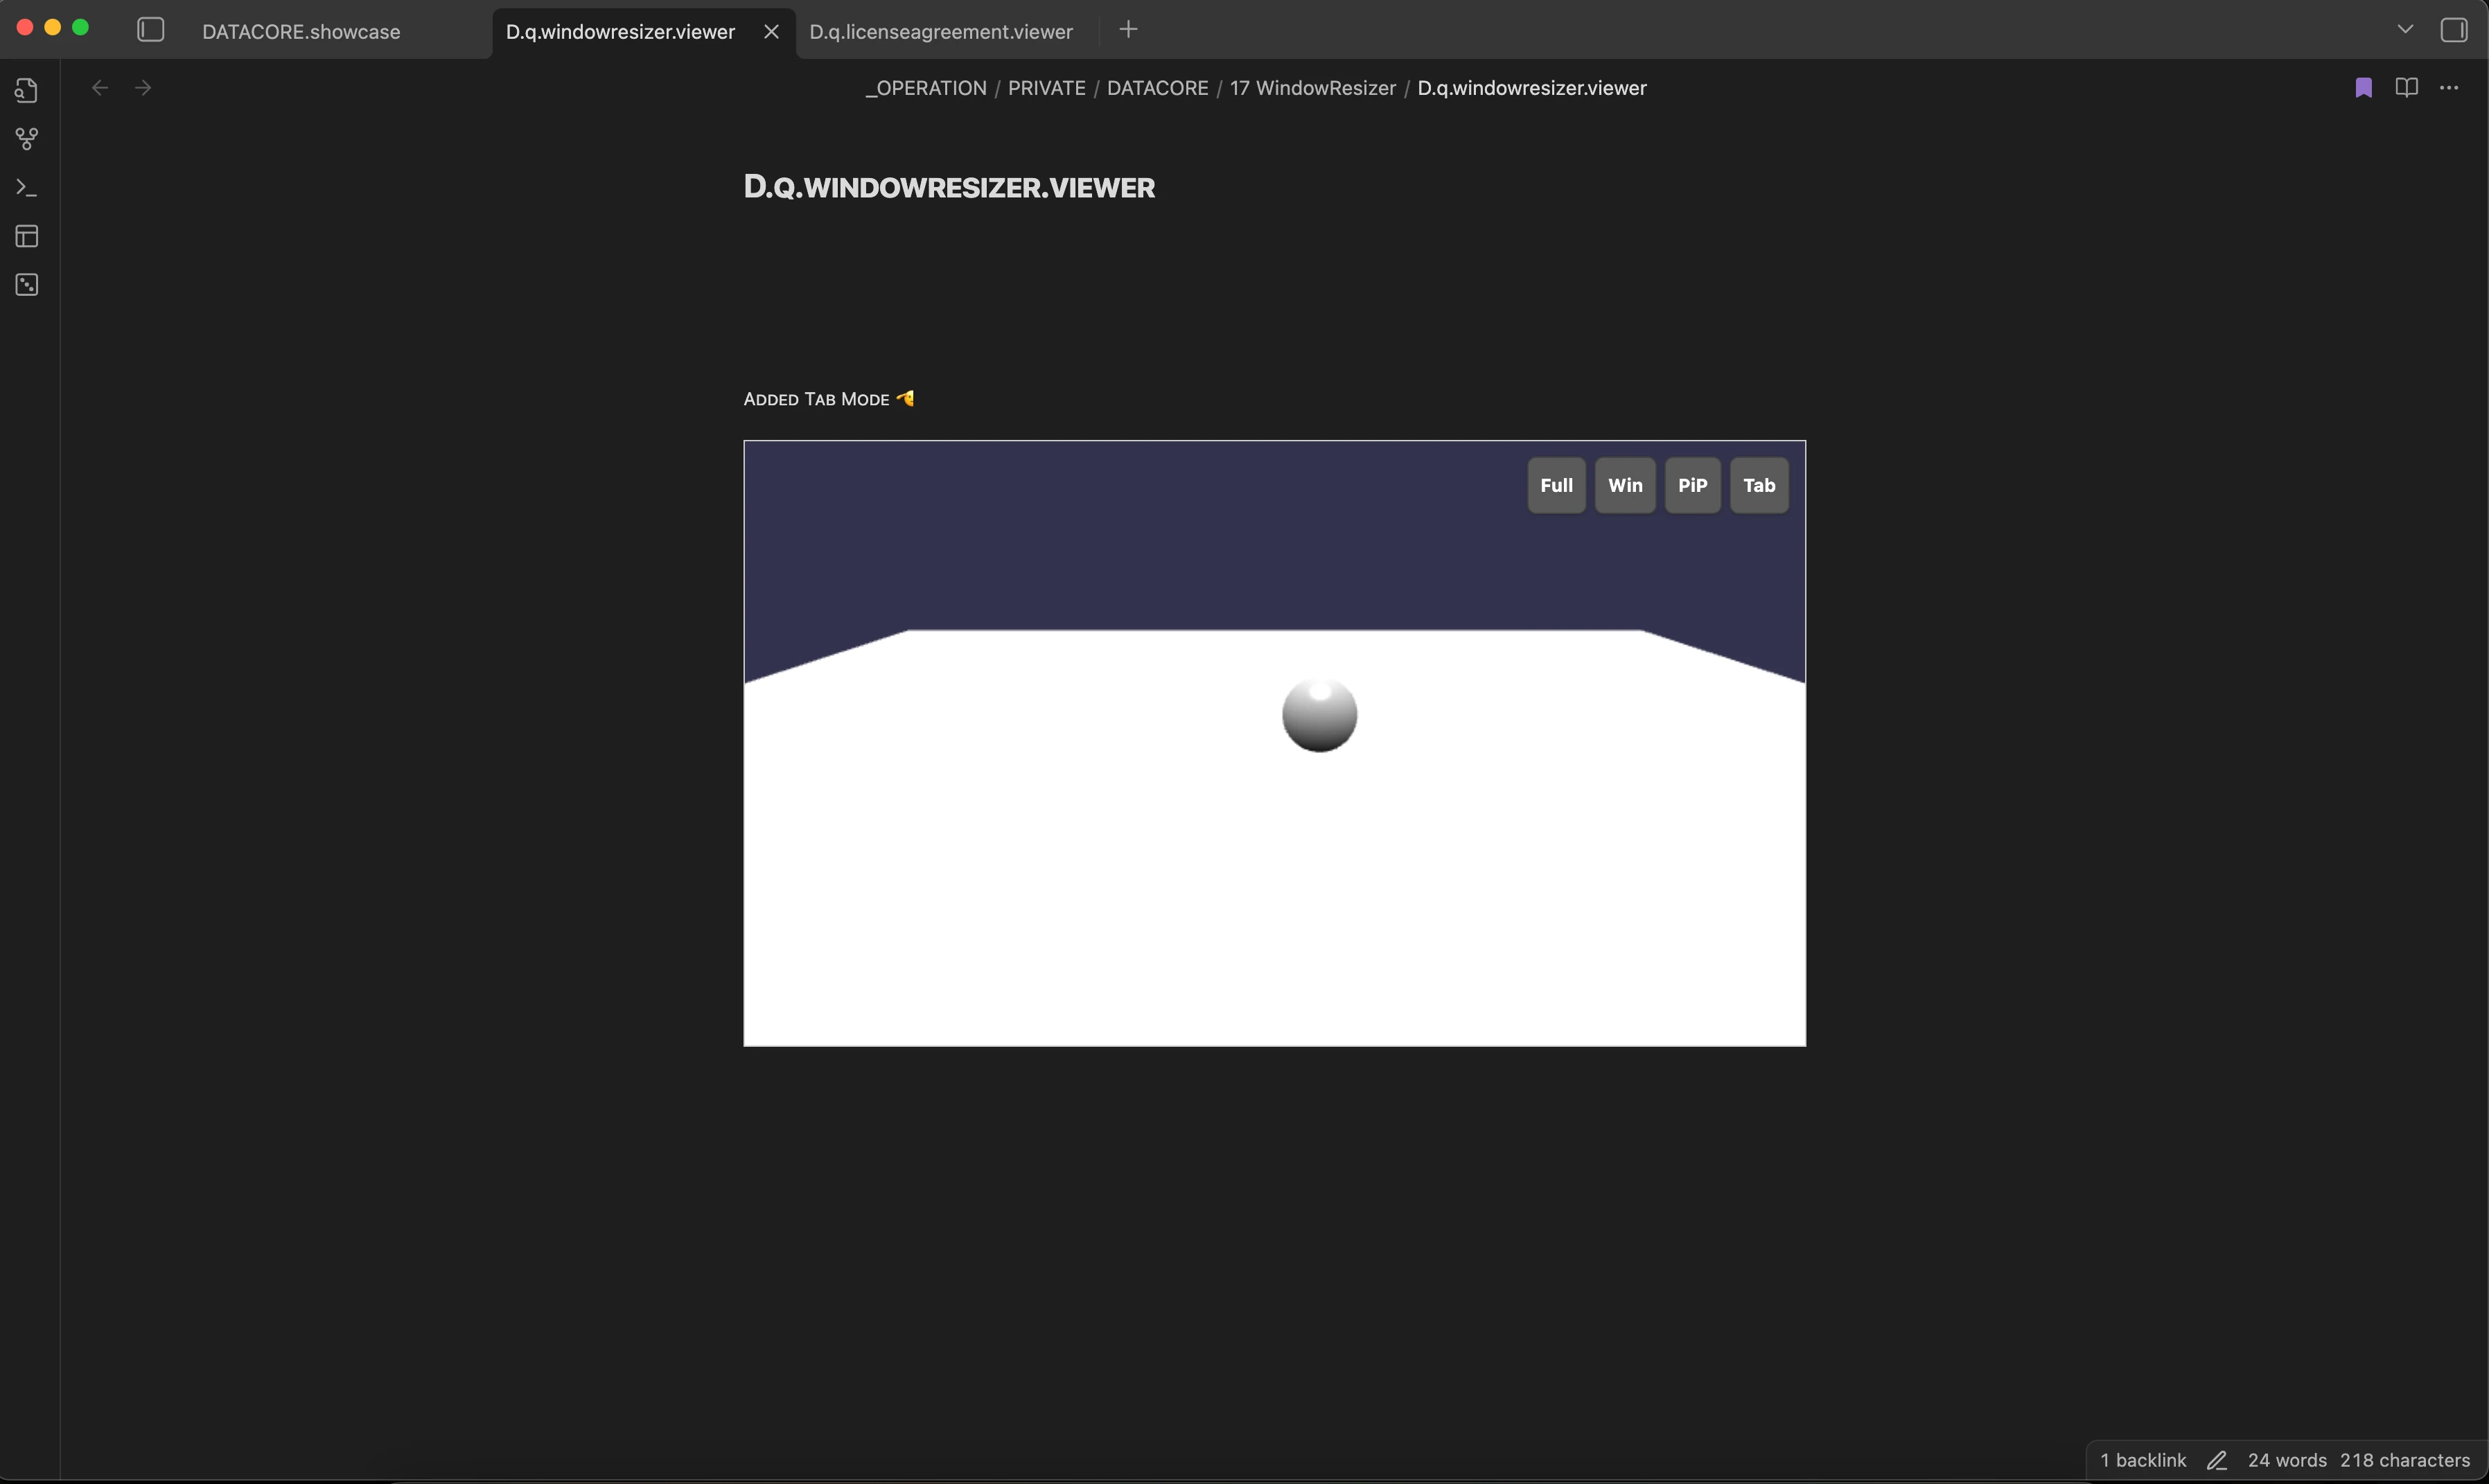 DATACORE.showcase
D.q.windowresizer.viewer
D.q.licenseagreement.viewer
_OPERATION / PRIVATE / DATACORE / 17 WindowResizer / D.q.windowresizer.viewer
D.Q.WINDOWRESIZER.VIEWER
ADDED TAB MODE 🫡
Full Win PiP Tab
1 backlink 24 words 218 characters